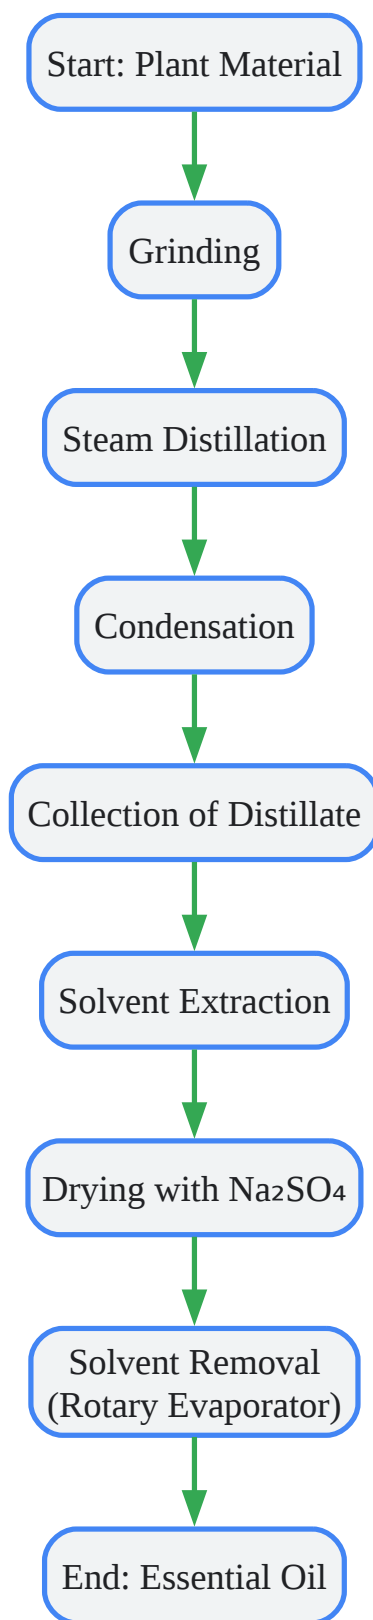 Start: Plant Material
Grinding
Steam Distillation
Condensation
Collection of Distillate
Solvent Extraction
Drying with Na₂SO₄
Solvent Removal
(Rotary Evaporator)
End: Essential Oil